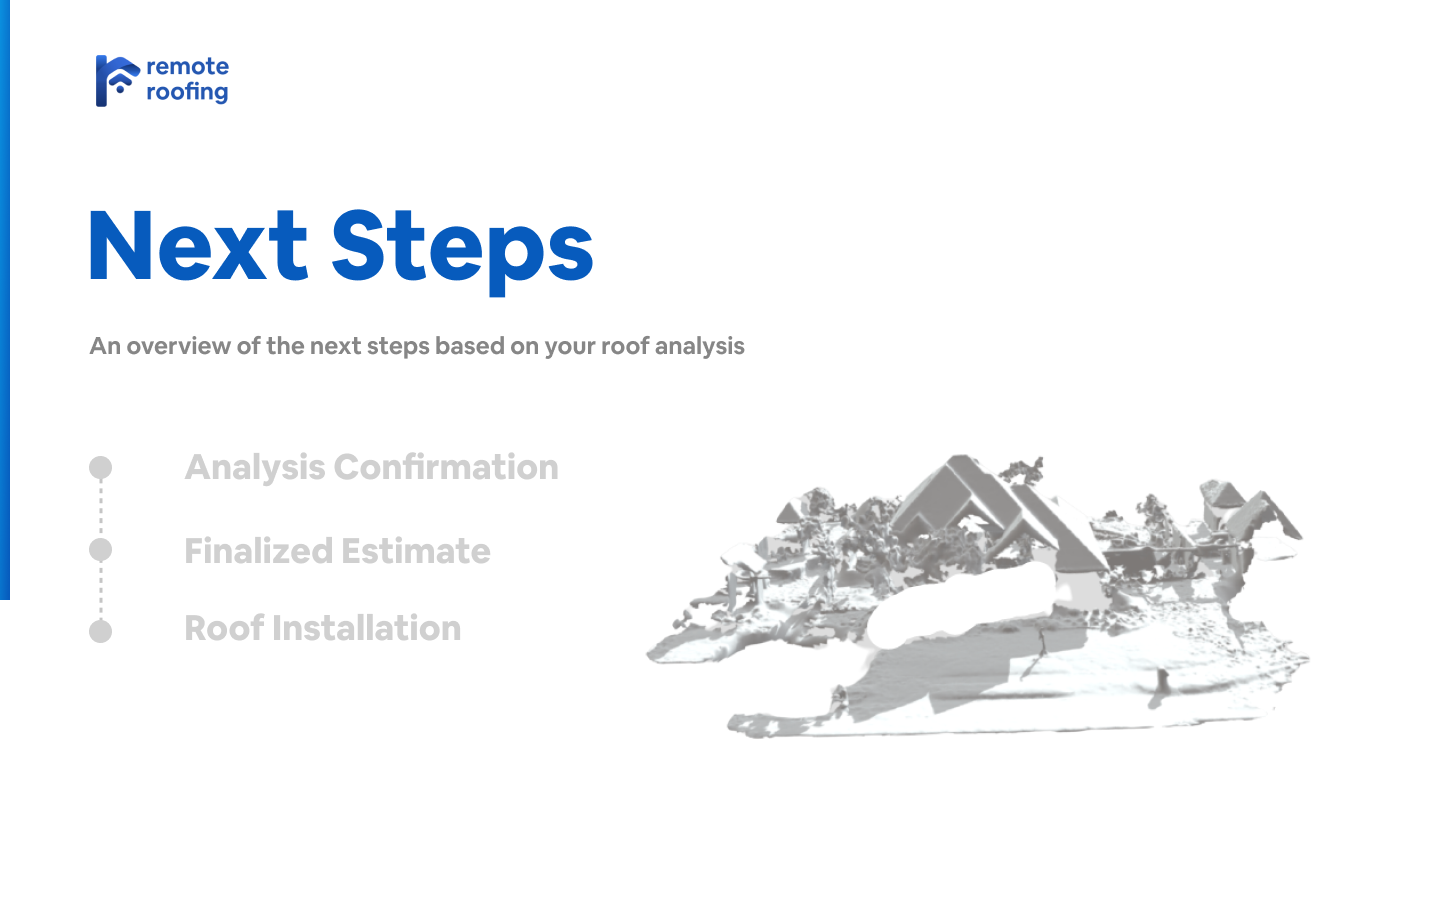 remote
roofing
Next Steps
An overview of the next steps based on your roof analysis
Analysis Confirmation
Finalized Estimate
Roof Installation